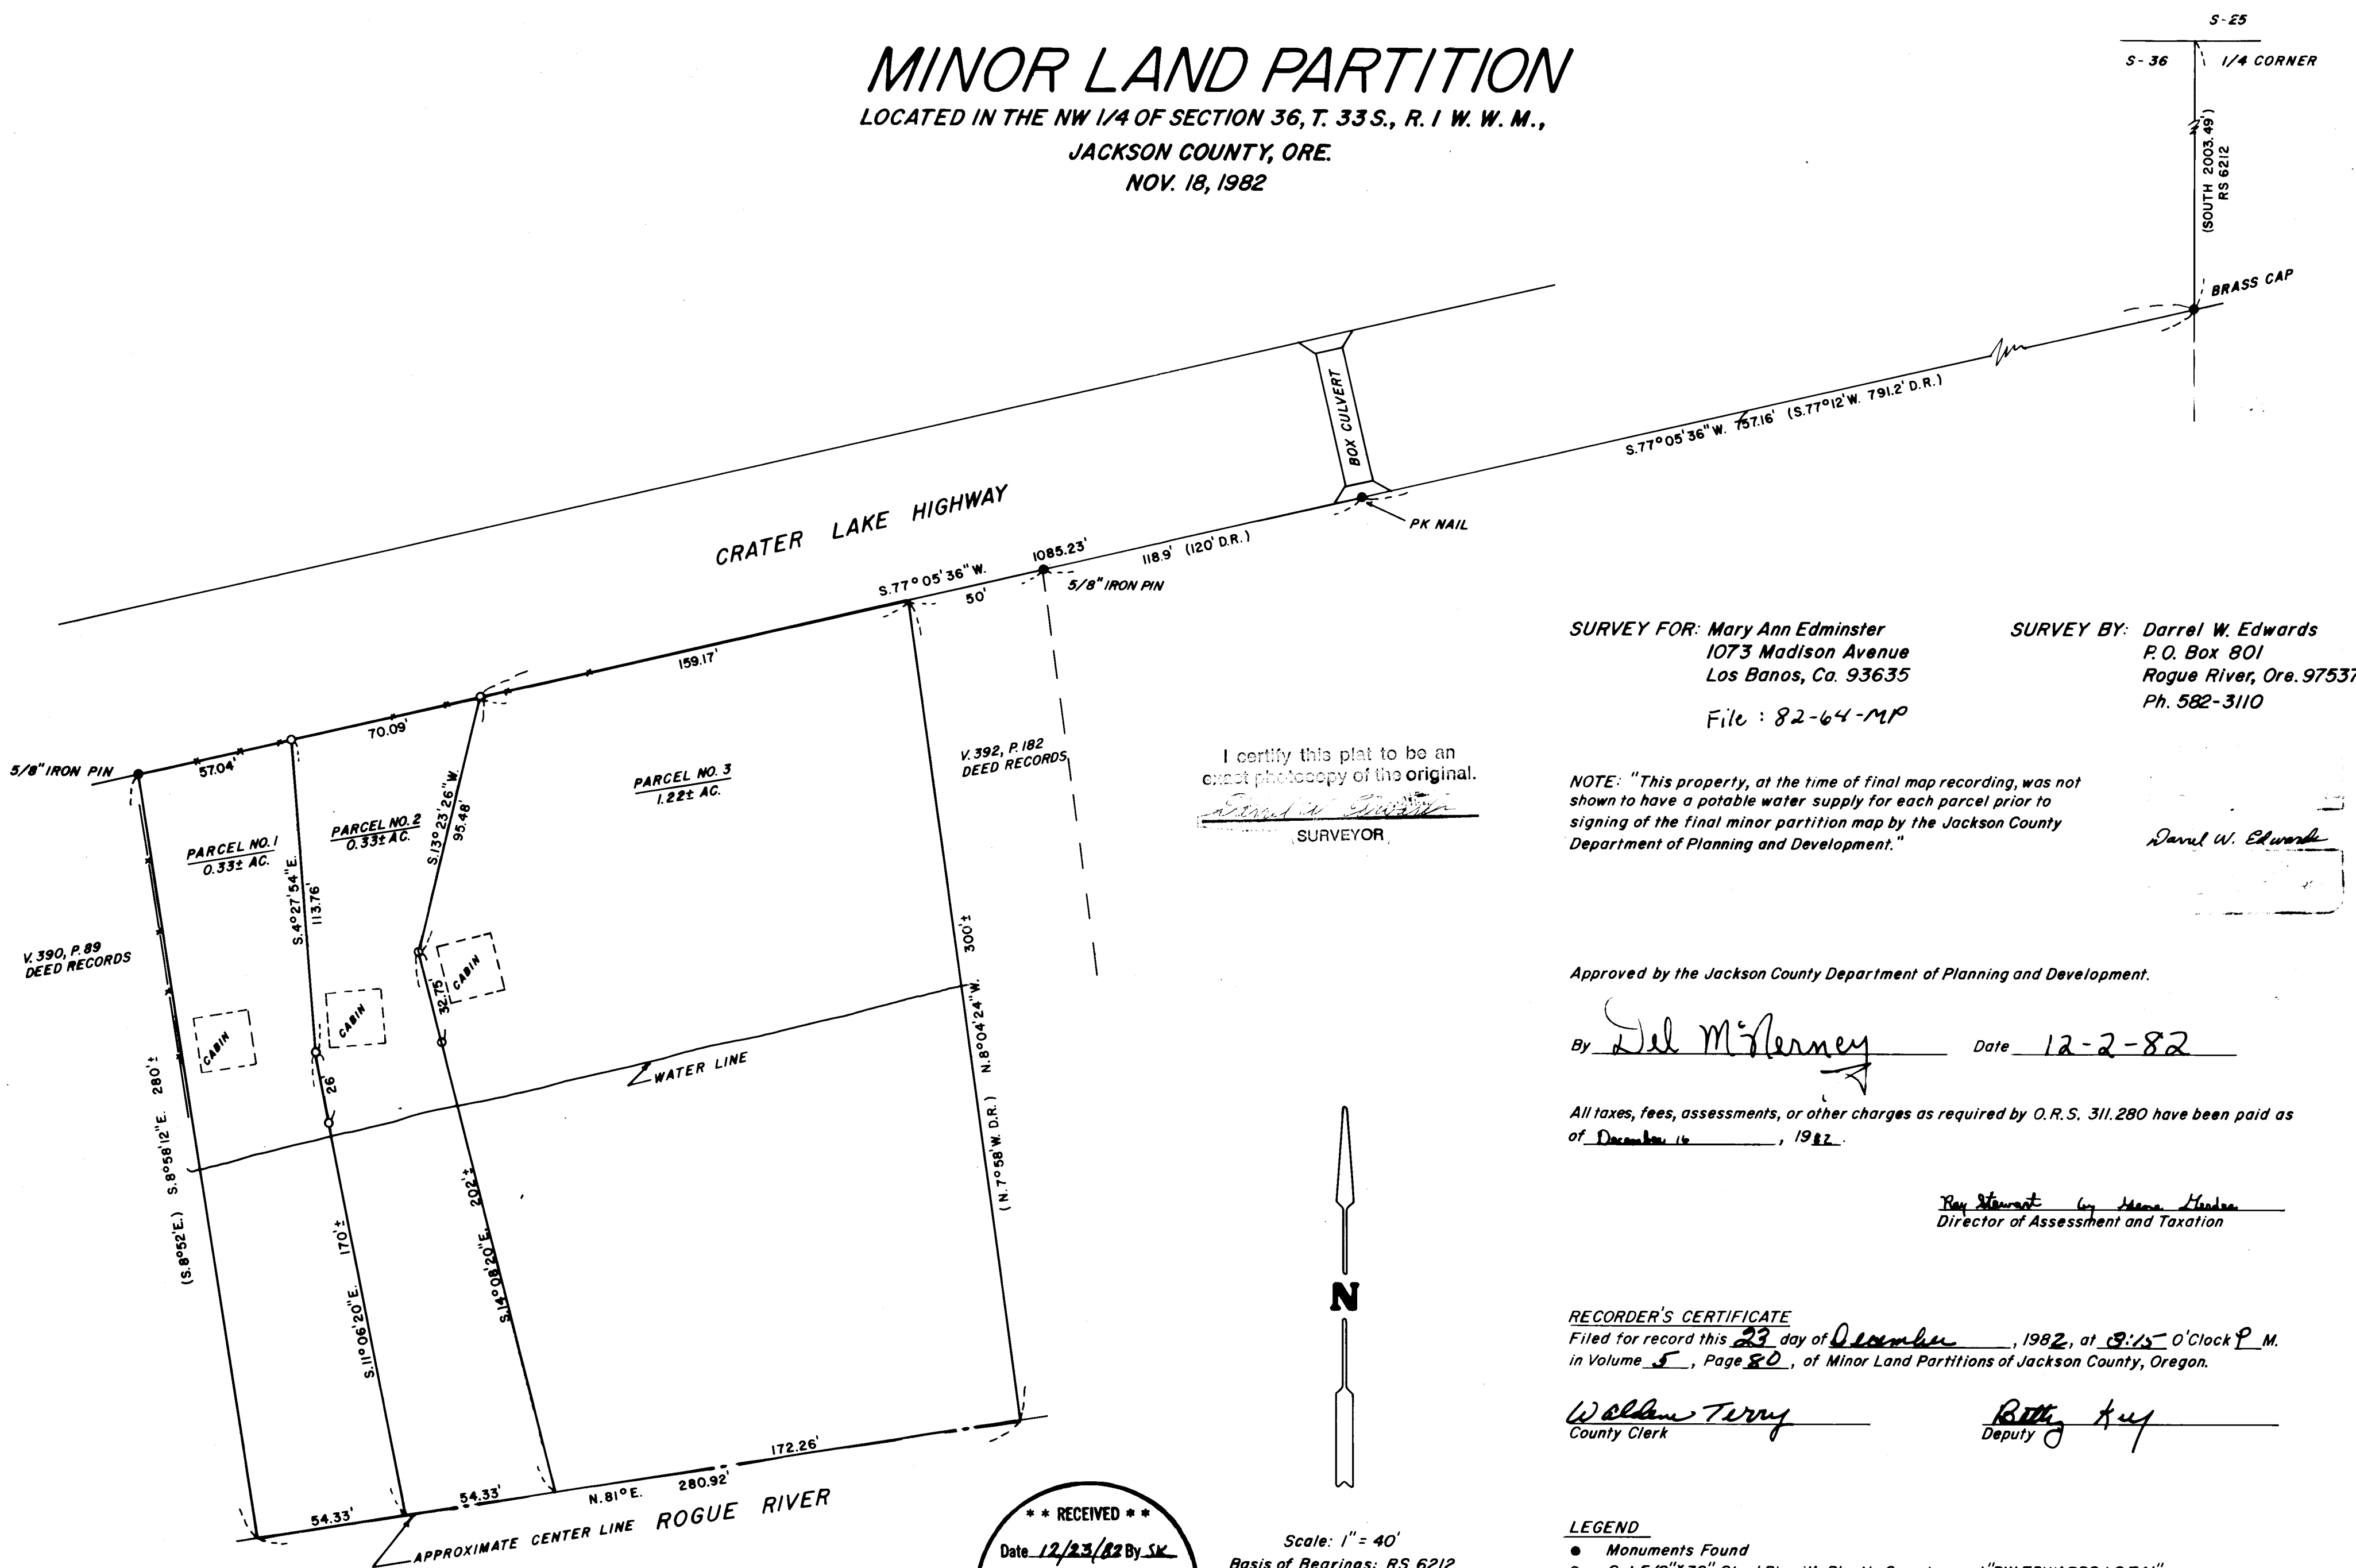 MINOR LAND PARTITION
LOCATED IN THE NW 1/4 OF SECTION 36, T. 33 S., R. 1 W. W. M.,
JACKSON COUNTY, ORE.
NOV. 18, 1982
S-25
S-36
1/4 CORNER
(SOUTH 2003.49')
RS 6212
BRASS CAP
S.77°05'36"W. 757.16' (S.77°12'W. 791.2' D.R.)
BOX CULVERT
PK NAIL
CRATER LAKE HIGHWAY
S.77°05'36"W.
1085.23'
118.9' (120' D.R.)
50'
5/8" IRON PIN
159.17'
70.09'
57.04'
5/8" IRON PIN
V. 392, P. 182
DEED RECORDS
PARCEL NO. 3
1.22± AC.
PARCEL NO. 2
0.33± AC.
PARCEL NO. 1
0.33± AC.
S.13°23'26"W.
95.48'
S.4°27'54"E.
113.76'
V. 390, P. 89
DEED RECORDS
CABIN
CABIN
CABIN
32.75'
26'
WATER LINE
300'±
N.8°04'24"W.
(N.7°58'W. D.R.)
280'±
S.8°58'12"E.
(S.8°52'E.)
170'±
S.11°06'20"E.
202'±
S.14°08'20"E.
54.33'
54.33'
172.26'
N.81°E. 280.92'
APPROXIMATE CENTER LINE ROGUE RIVER
SURVEY FOR: Mary Ann Edminster
1073 Madison Avenue
Los Banos, Ca. 93635
File : 82-64-MP
SURVEY BY: Darrel W. Edwards
P. O. Box 801
Rogue River, Ore. 97537
Ph. 582-3110
I certify this plat to be an
exact photocopy of the original.
SURVEYOR
NOTE: "This property, at the time of final map recording, was not
shown to have a potable water supply for each parcel prior to
signing of the final minor partition map by the Jackson County
Department of Planning and Development."
Darrel W. Edwards
Approved by the Jackson County Department of Planning and Development.
By Del McNerney Date 12-2-82
All taxes, fees, assessments, or other charges as required by O.R.S. 311.280 have been paid as
of December 16, 1982.
Ray Stewart by
Director of Assessment and Taxation
N
RECORDER'S CERTIFICATE
Filed for record this 23 day of December, 1982, at O'Clock P M.
in Volume 5, Page 80, of Minor Land Partitions of Jackson County, Oregon.
Waldene Terry
County Clerk
Betty
Deputy
* * RECEIVED * *
Date 12/23/82 By SK
Scale: 1" = 40'
Basis of Bearings: RS 6212
LEGEND
● Monuments Found